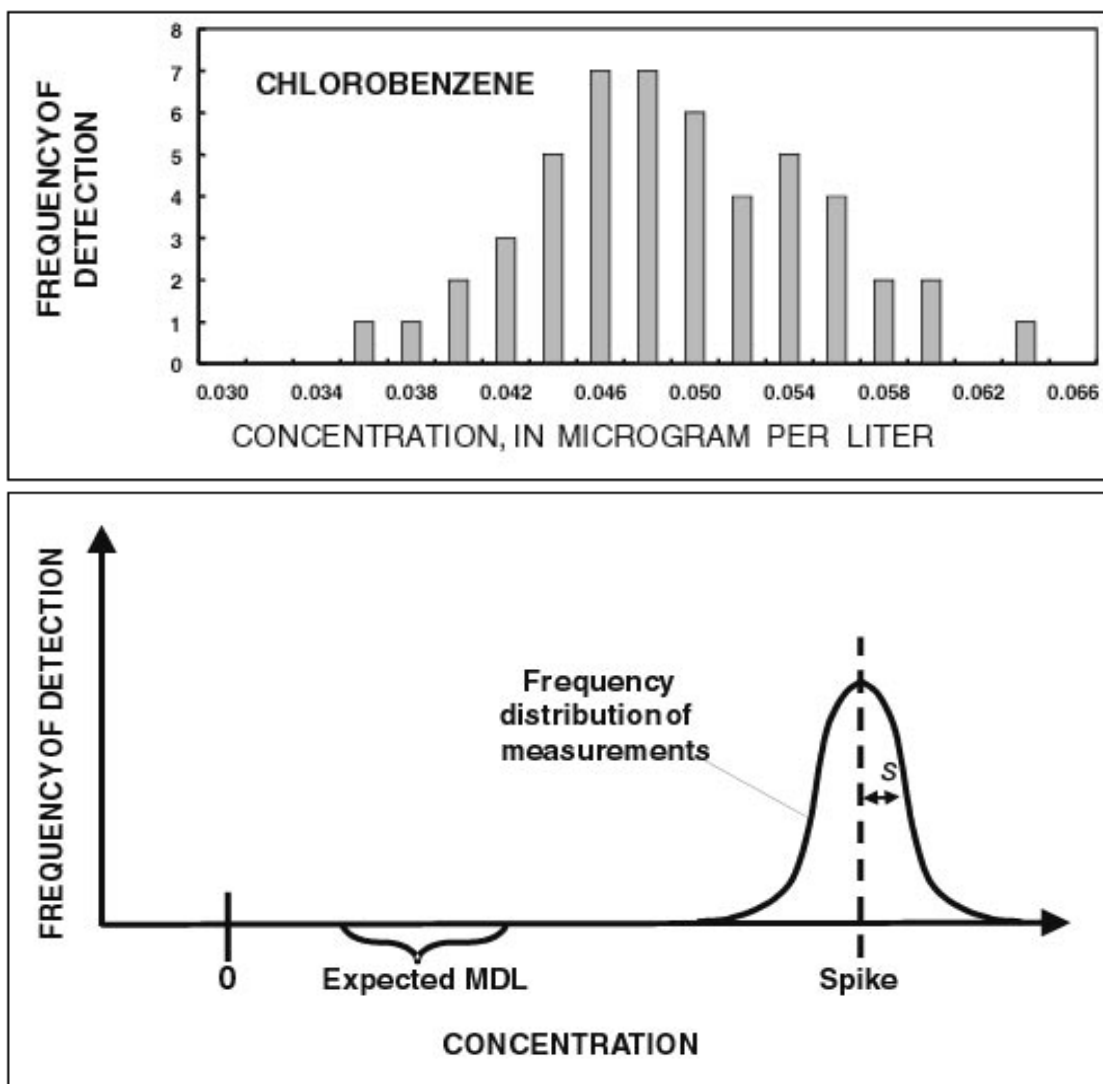 8
7
6
5
4
3
2
1
0
FREQUENCY OF
DETECTION
CHLOROBENZENE
0.030 0.034 0.038 0.042 0.046 0.050 0.054 0.058 0.062 0.066
CONCENTRATION, IN MICROGRAM PER LITER
FREQUENCY OF DETECTION
Frequency
distribution of
measurements
s
0
Expected MDL
Spike
CONCENTRATION